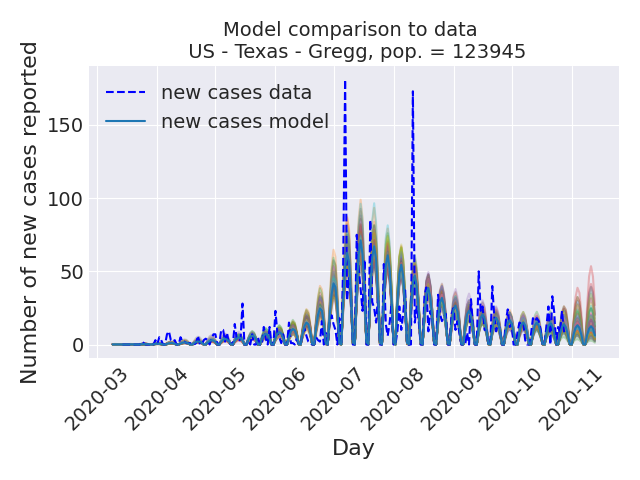 Model comparison to data
US - Texas - Gregg, pop. = 123945
Number of new cases reported
150
100
50
0
new cases data
new cases model
2020-03
2020-04
2020-05
2020-06
2020-07
2020-08
2020-09
2020-10
2020-11
Day